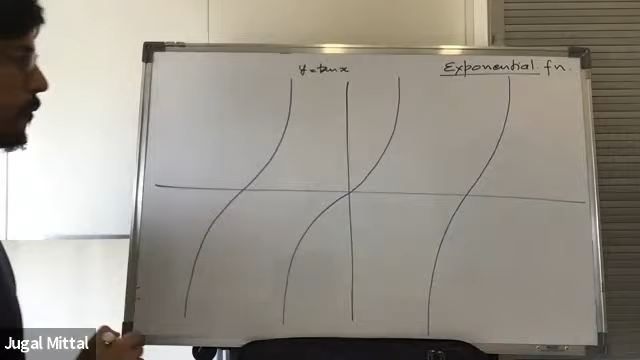 y = tan x
Exponential fn.
Jugal Mittal